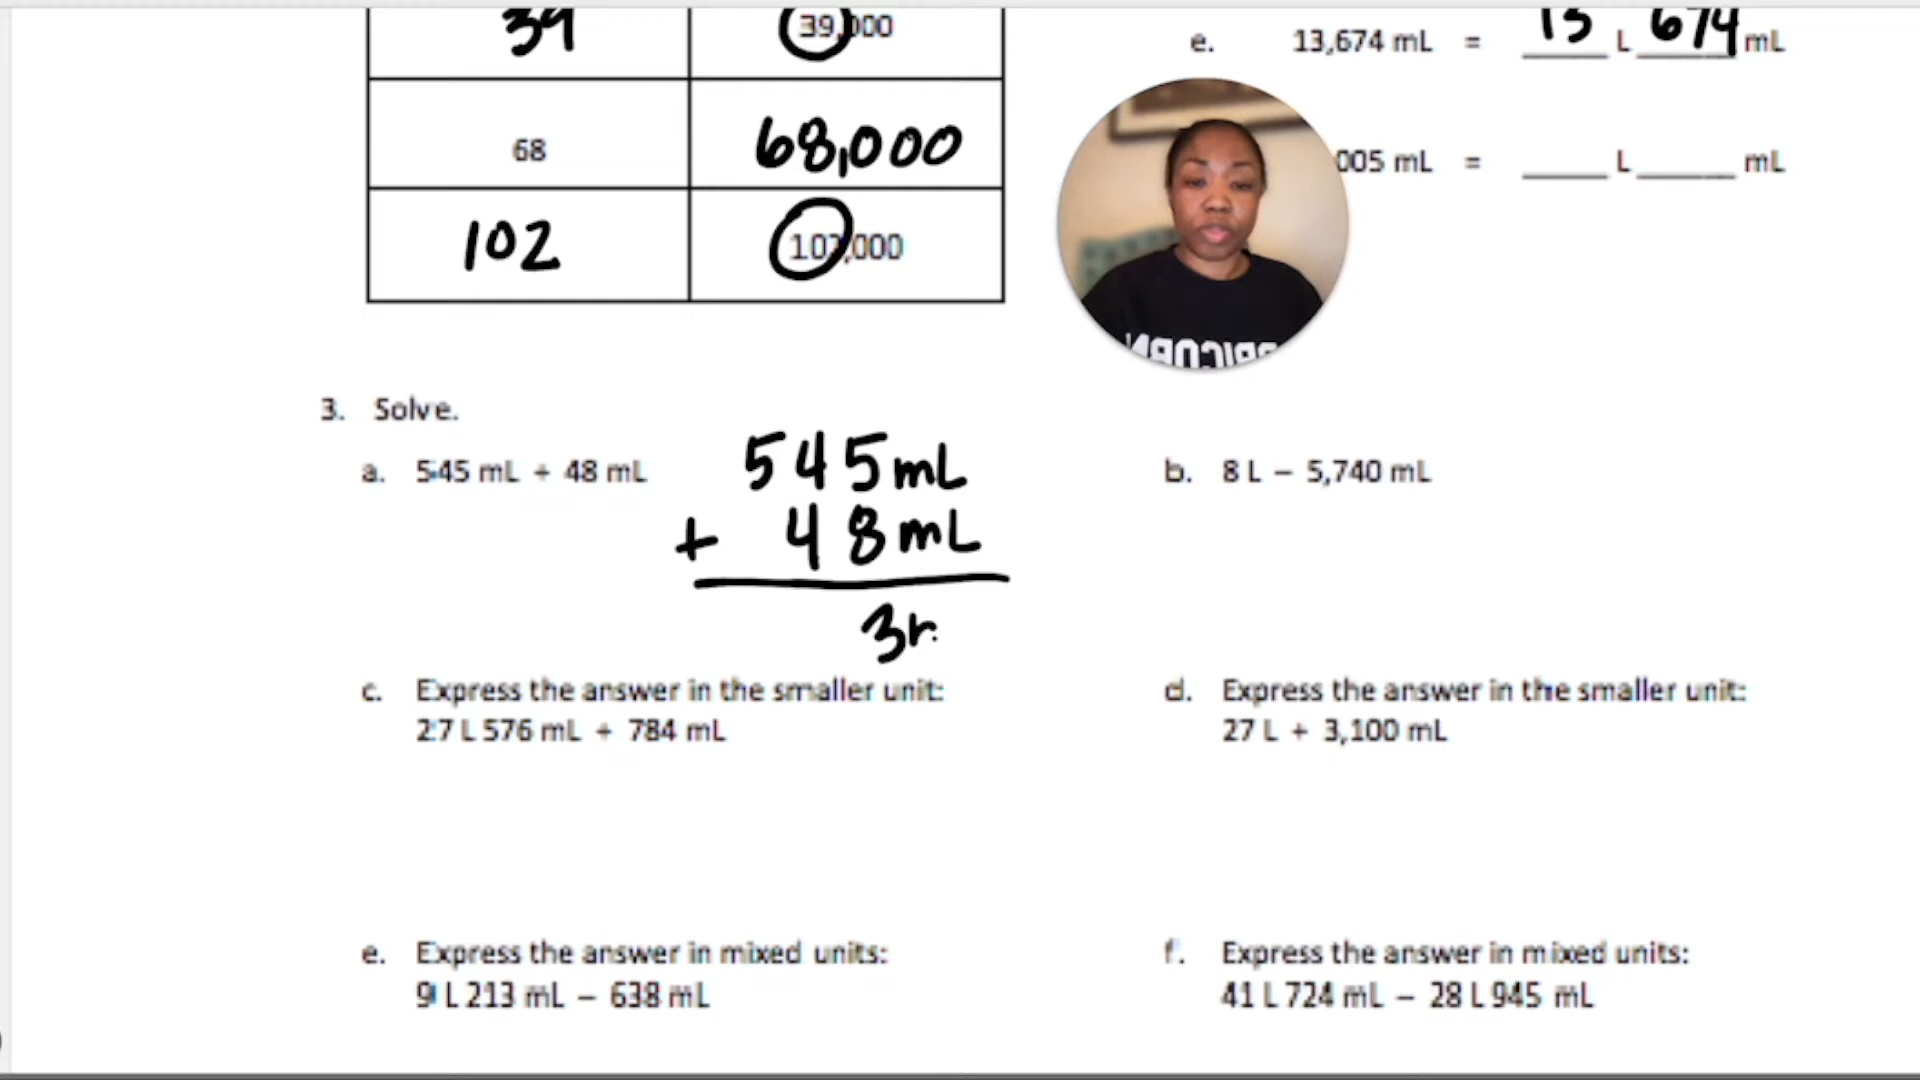 39 39,000
68 68,000
102 102,000
e. 13,674 mL = 13 L 674 mL
005 mL = ____ L ____ mL
3. Solve.
a. 545 mL + 48 mL
545 mL
+ 48 mL
3
b. 8 L – 5,740 mL
c. Express the answer in the smaller unit:
27 L 576 mL + 784 mL
d. Express the answer in the smaller unit:
27 L + 3,100 mL
e. Express the answer in mixed units:
9 L 213 mL – 638 mL
f. Express the answer in mixed units:
41 L 724 mL – 28 L 945 mL